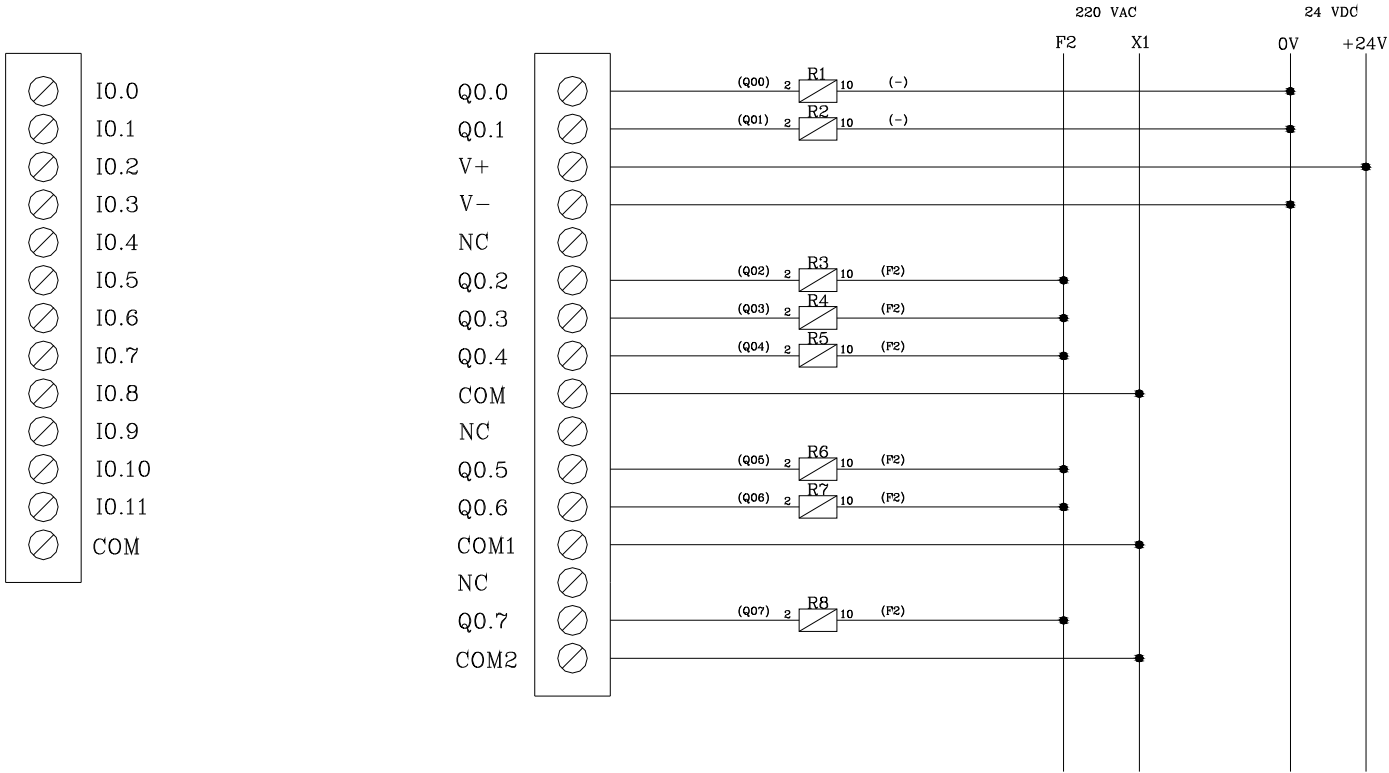 220 VAC 24 VDC
F2 X1 0V +24V
I0.0 Q0.0 (Q00) 2 R1 10 (-)
I0.1 Q0.1 (Q01) 2 R2 10 (-)
I0.2 V+
I0.3 V-
I0.4 NC
I0.5 Q0.2 (Q02) 2 R3 10 (F2)
I0.6 Q0.3 (Q03) 2 R4 10 (F2)
I0.7 Q0.4 (Q04) 2 R5 10 (F2)
I0.8 COM
I0.9 NC
I0.10 Q0.5 (Q05) 2 R6 10 (F2)
I0.11 Q0.6 (Q06) 2 R7 10 (F2)
COM COM1
NC
Q0.7 (Q07) 2 R8 10 (F2)
COM2